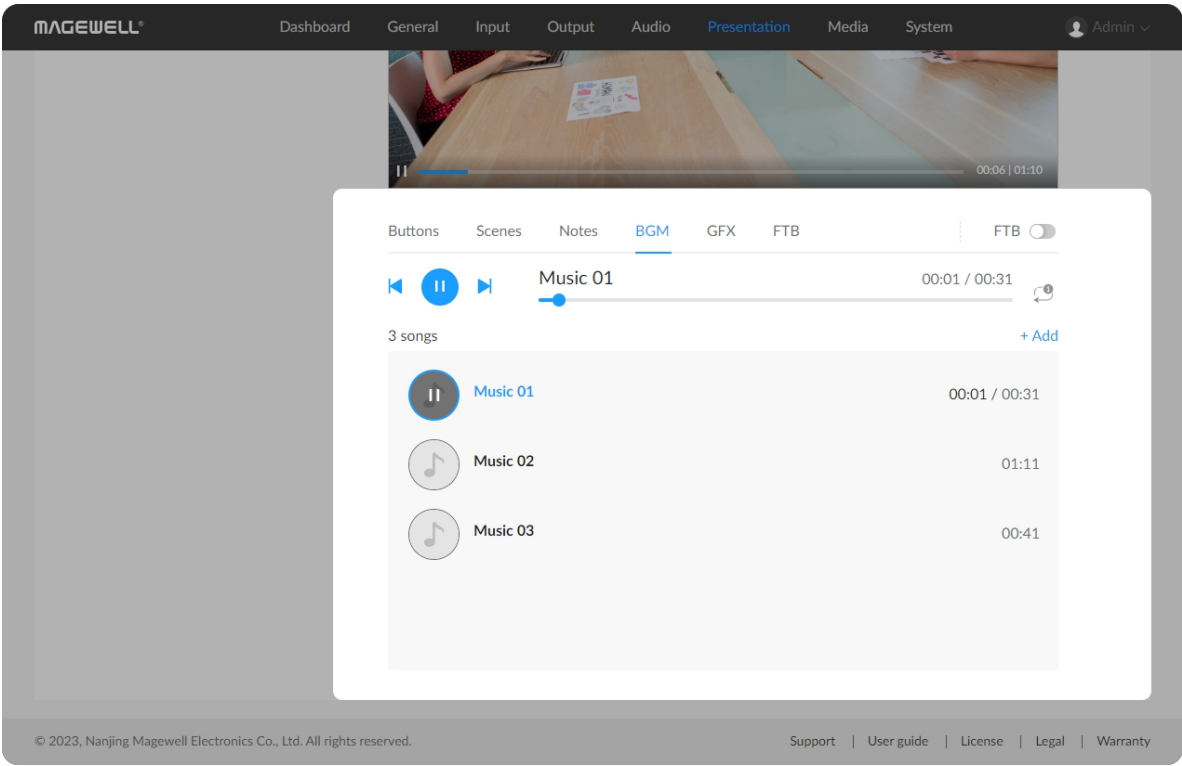 MAGEWELL® Dashboard General Input Output Audio Presentation Media System Admin
00:06 | 01:10
Buttons Scenes Notes BGM GFX FTB FTB
Music 01 00:01 / 00:31
1
3 songs + Add
Music 01 00:01 / 00:31
Music 02 01:11
Music 03 00:41
© 2023, Nanjing Magewell Electronics Co., Ltd. All rights reserved. Support | User guide | License | Legal | Warranty